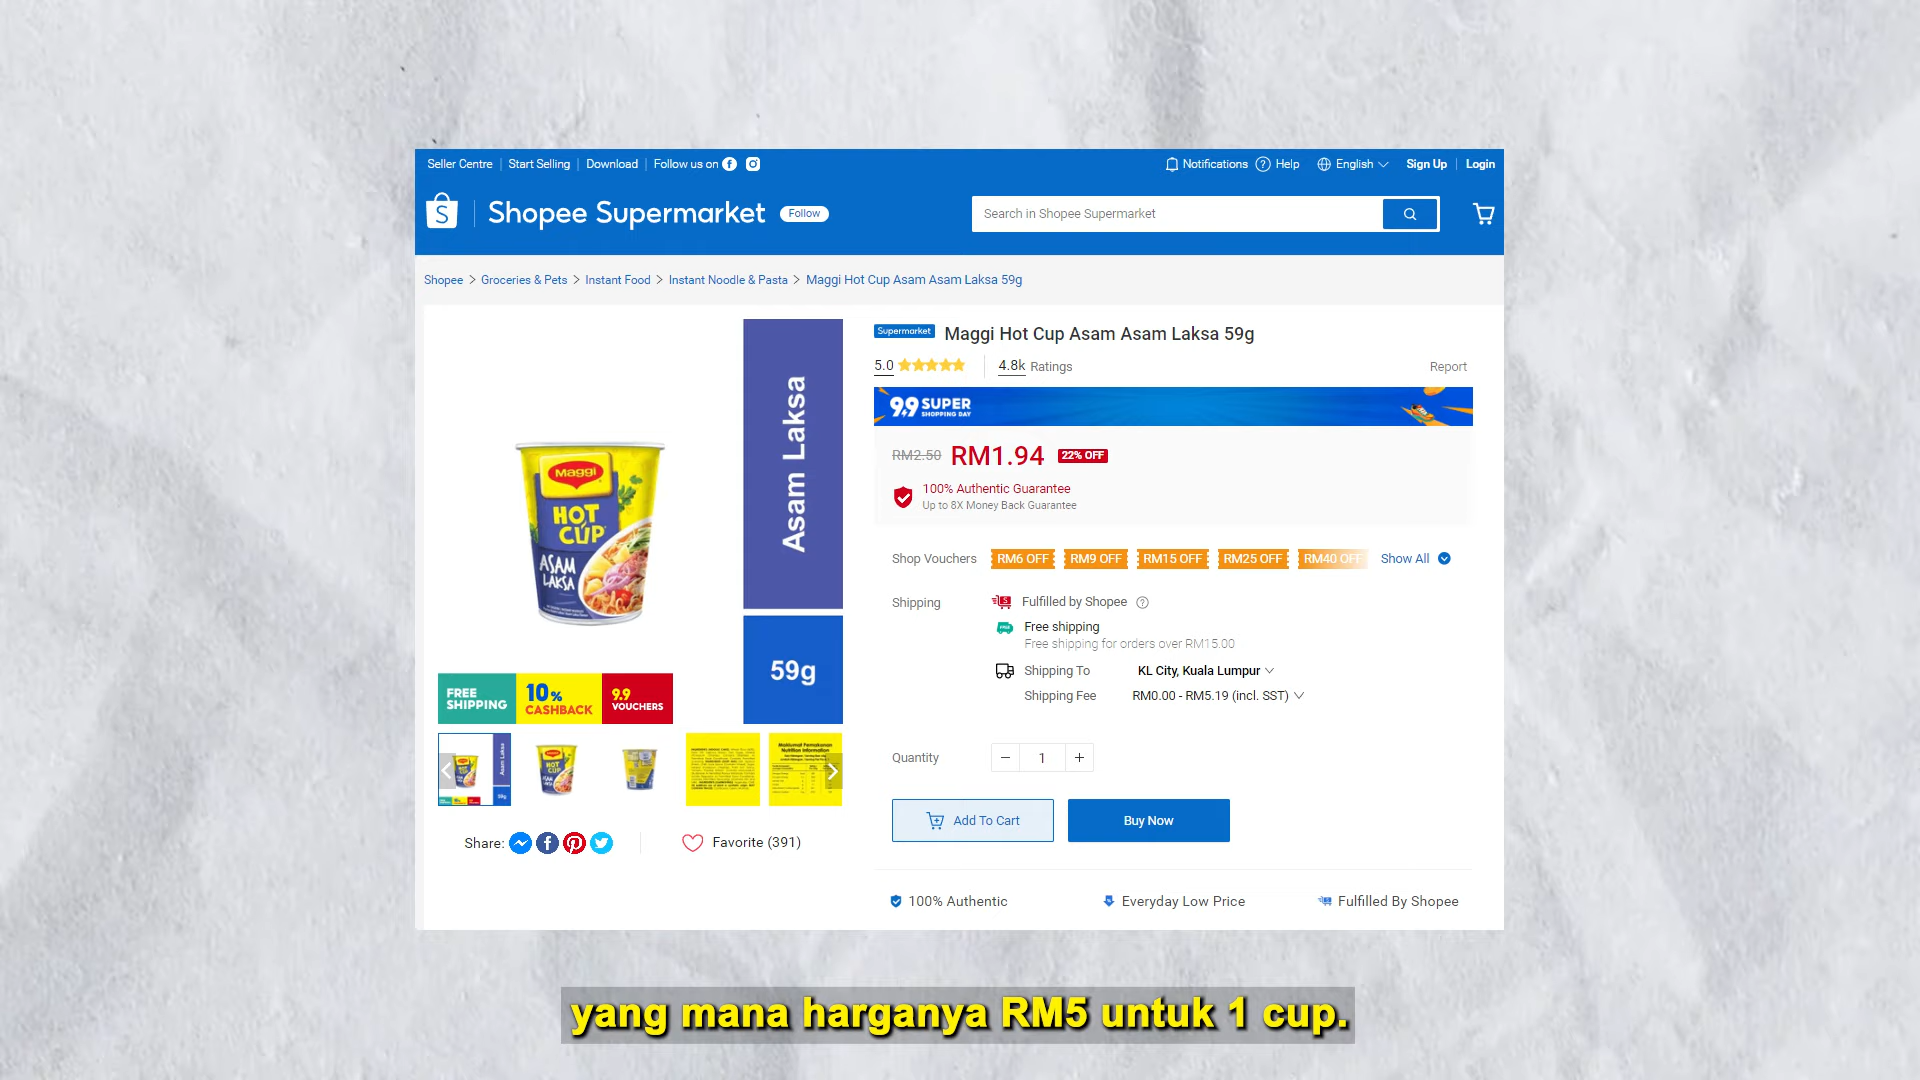 Seller Centre | Start Selling | Download | Follow us on
Notifications Help English Sign Up | Login
Shopee Supermarket Follow
Search in Shopee Supermarket
Shopee > Groceries & Pets > Instant Food > Instant Noodle & Pasta > Maggi Hot Cup Asam Asam Laksa 59g
Maggi
HOT
CUP
ASAM
LAKSA
Asam Laksa
59g
FREE
SHIPPING
10%
CASHBACK
9.9
VOUCHERS
Maklumat Pemakanan
Nutrition Information
Share:
Favorite (391)
Supermarket Maggi Hot Cup Asam Asam Laksa 59g
5.0 4.8k Ratings Report
9.9 SUPER
SHOPPING DAY
RM2.50 RM1.94 22% OFF
100% Authentic Guarantee
Up to 8X Money Back Guarantee
Shop Vouchers RM6 OFF RM9 OFF RM15 OFF RM25 OFF RM40 OFF Show All
Shipping Fulfilled by Shopee
Free shipping
Free shipping for orders over RM15.00
Shipping To KL City, Kuala Lumpur
Shipping Fee RM0.00 - RM5.19 (incl. SST)
Quantity − 1 +
Add To Cart Buy Now
100% Authentic Everyday Low Price Fulfilled By Shopee
yang mana harganya RM5 untuk 1 cup.